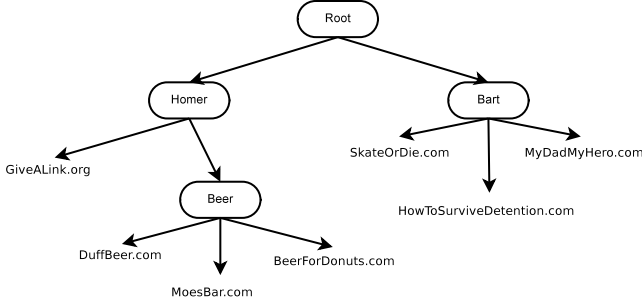 Root
Homer
Bart
SkateOrDie.com
MyDadMyHero.com
GiveALink.org
Beer
HowToSurviveDetention.com
DuffBeer.com
BeerForDonuts.com
MoesBar.com